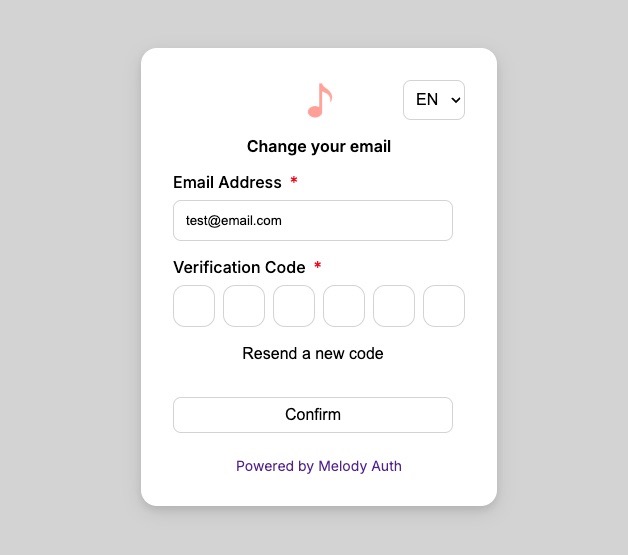 EN
Change your email
Email Address *
test@email.com
Verification Code *
Resend a new code
Confirm
Powered by Melody Auth